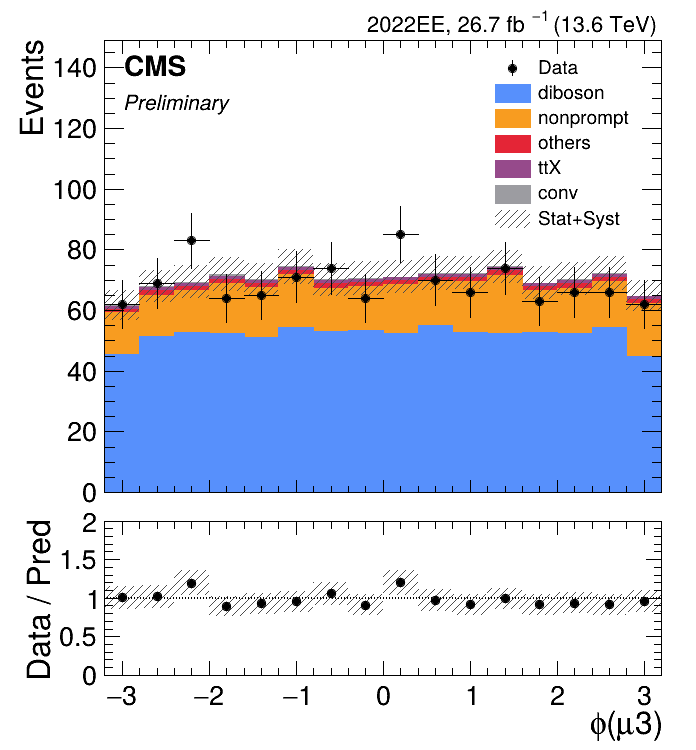 2022EE, 26.7 fb⁻¹ (13.6 TeV)
CMS
Preliminary
Events
140
120
100
80
60
40
20
0
Data
diboson
nonprompt
others
ttX
conv
Stat+Syst
Data / Pred
2
1.5
1
0.5
0
−3 −2 −1 0 1 2 3
ϕ(μ3)